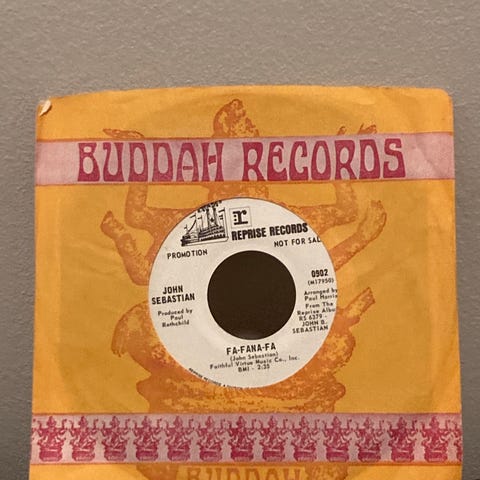 BUDDAH RECORDS
r
REPRISE RECORDS
PROMOTION
NOT FOR SAL
JOHN
SEBASTIAN
Produced by
Paul
Rothchild
0902
(M17950)
Arranged by
Paul Harris
From The
Reprise Albu
RS 6379
JOHN B.
SEBASTIAN
FA-FANA-FA
(John Sebastian)
Faithful Virtue Music Co., Inc.
BMI - 2:35
BUDDAH